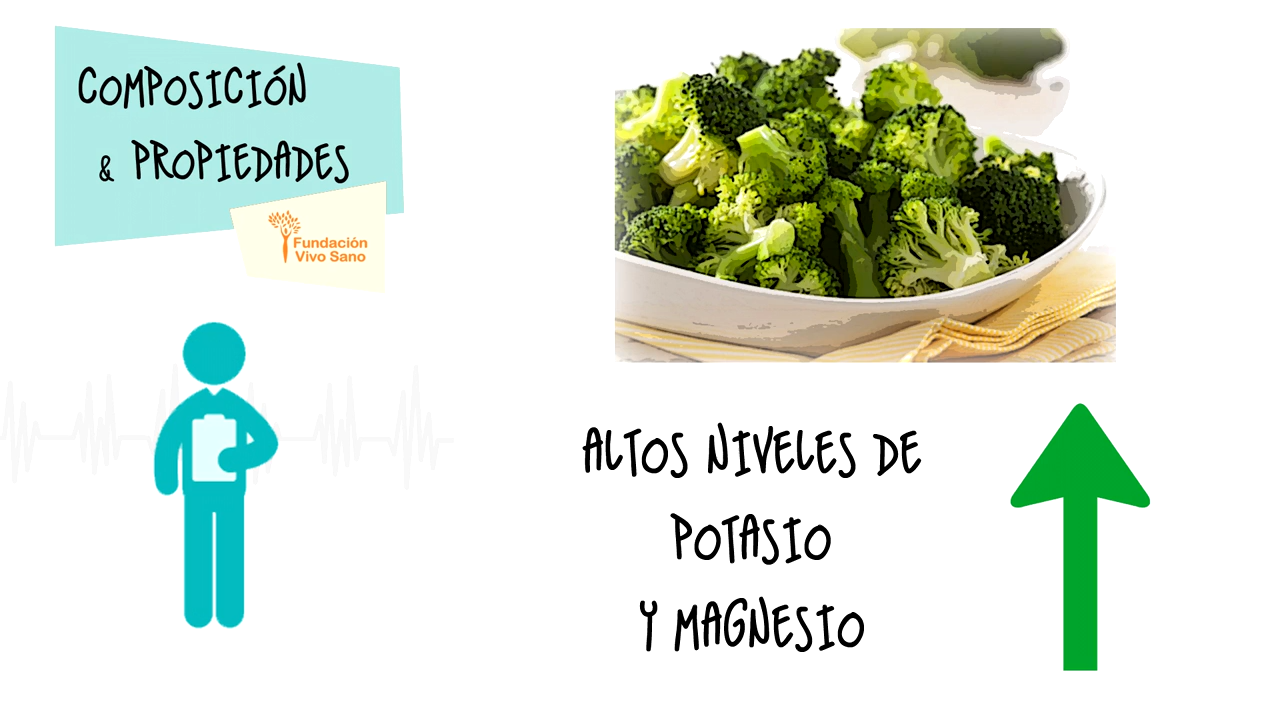 COMPOSICIÓN
& PROPIEDADES
Fundación
Vivo Sano
ALTOS NIVELES DE
POTASIO
Y MAGNESIO